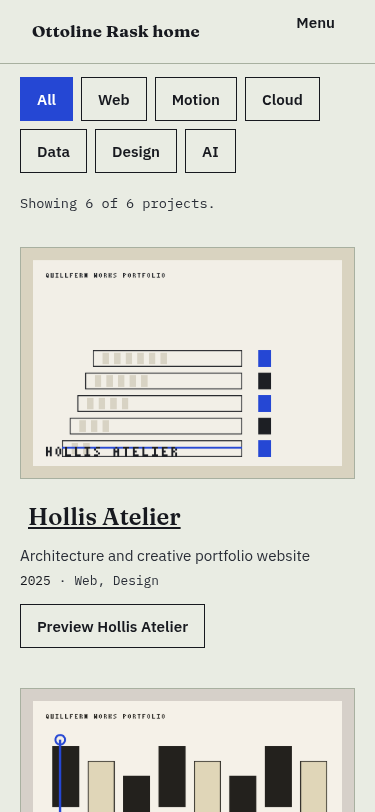 Ottoline Rask home
Menu
All
Web
Motion
Cloud
Data
Design
AI
Showing 6 of 6 projects.
QUILLFERN WORKS PORTFOLIO
HOLLIS ATELIER
Hollis Atelier
Architecture and creative portfolio website
2025 · Web, Design
Preview Hollis Atelier
QUILLFERN WORKS PORTFOLIO